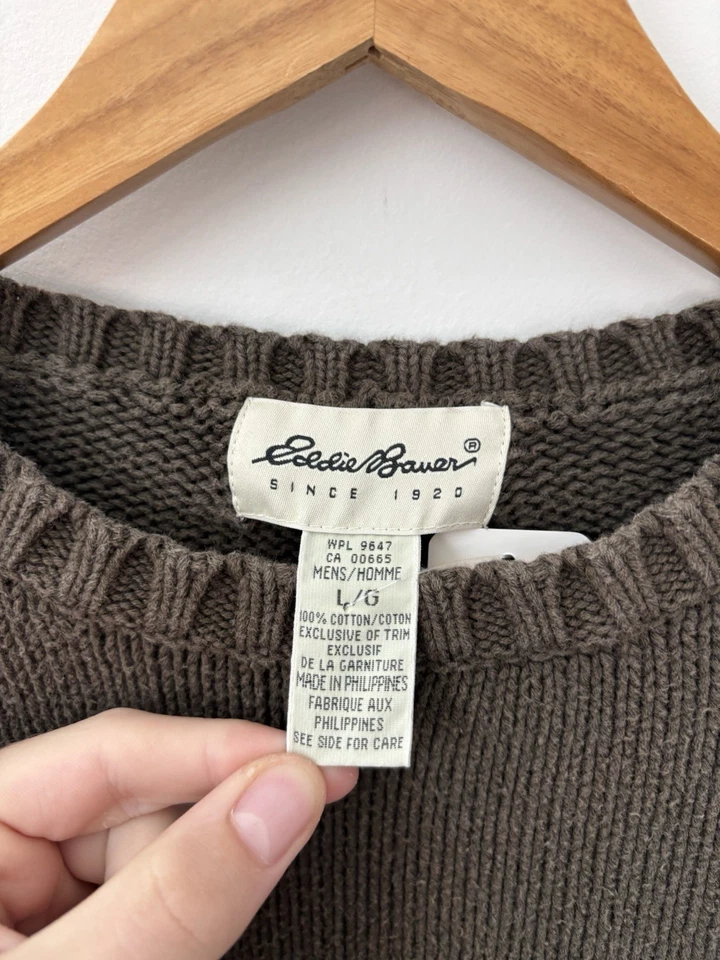 Eddie Bauer®
SINCE 1920
WPL 9647
CA 00665
MENS/HOMME
L/G
100% COTTON/COTON
EXCLUSIVE OF TRIM
EXCLUSIF
DE LA GARNITURE
MADE IN PHILIPPINES
FABRIQUE AUX
PHILIPPINES
SEE SIDE FOR CARE